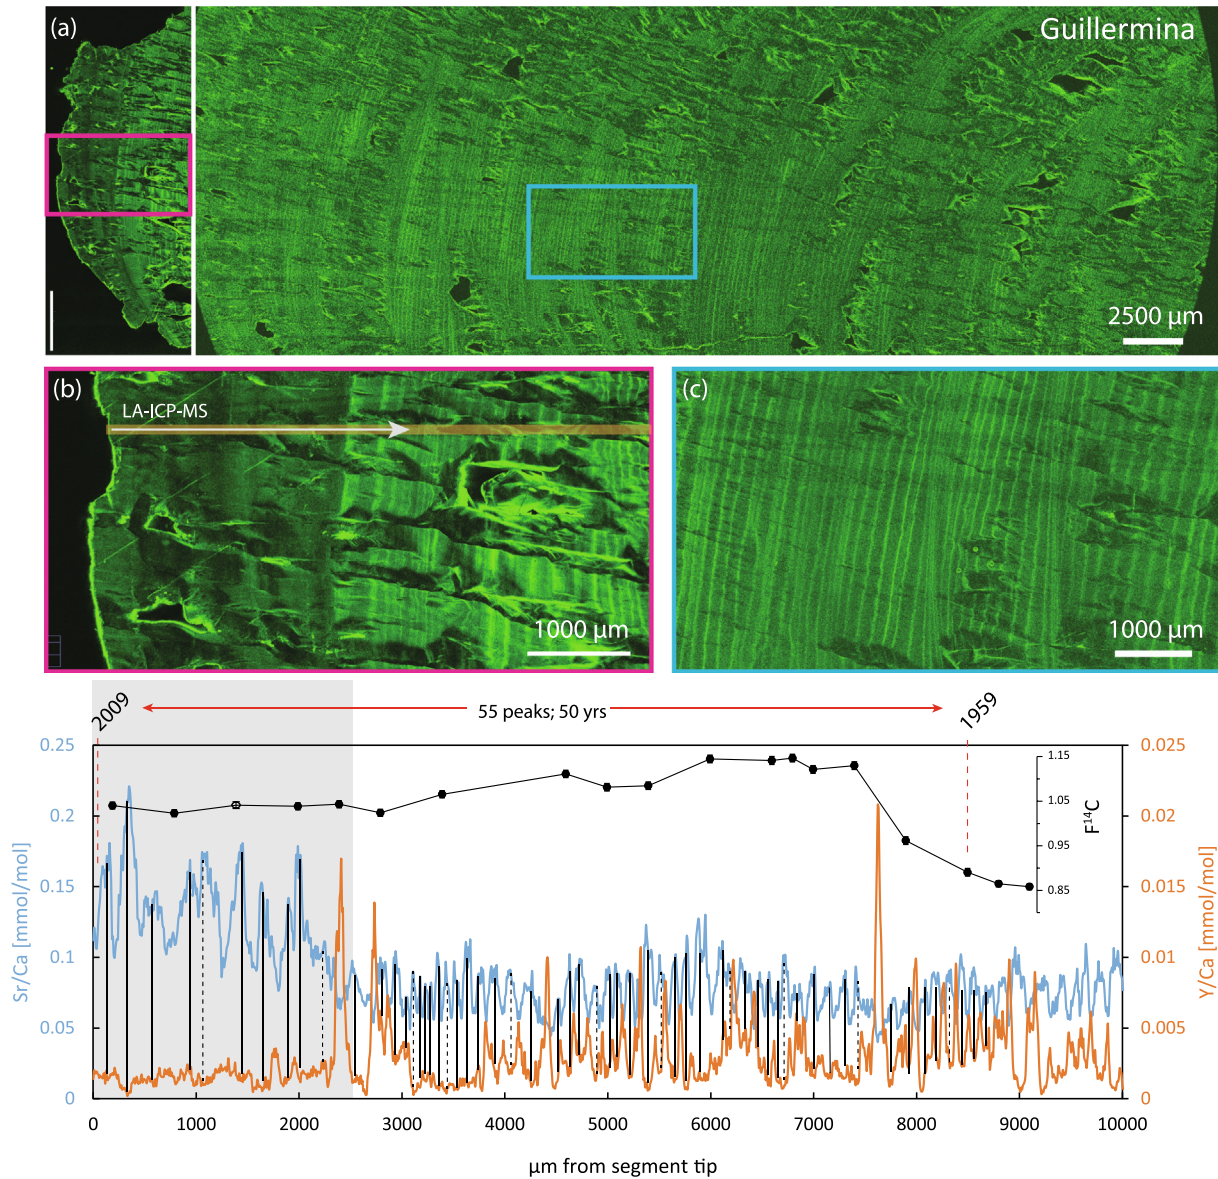 (a)
Guillermina
2500 µm
(b)
LA-ICP-MS
1000 µm
(c)
1000 µm
2009
55 peaks; 50 yrs
1959
Sr/Ca [mmol/mol]
0.25
0.2
0.15
0.1
0.05
0
1.15
1.05
0.95
0.85
F¹⁴C
0.025
0.02
0.015
0.01
0.005
0
Y/Ca [mmol/mol]
0 1000 2000 3000 4000 5000 6000 7000 8000 9000 10000
µm from segment tip